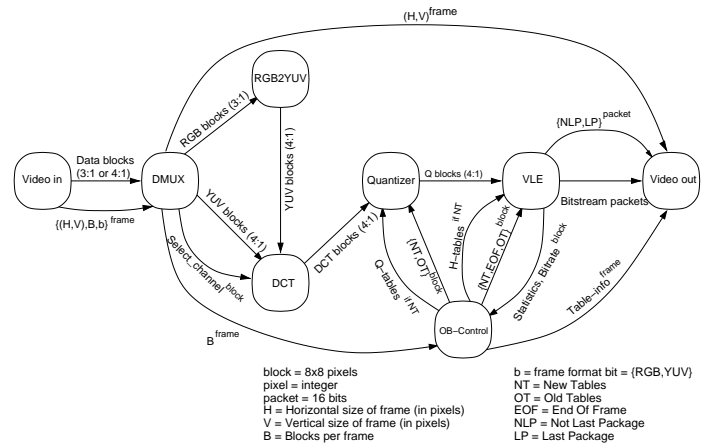 (H,V)frame
RGB2YUV
RGB blocks (3:1)
{NLP,LP}packet
Data blocks
(3:1 or 4:1)
YUV blocks (4:1)
Video in
DMUX
Quantizer
Q blocks (4:1)
VLE
Video out
Bitstream packets
{(H,V),B,b}frame
YUV blocks (4:1)
Select_channelblock
DCT blocks (4:1)
DCT
{NT,OT}block
Q-tables if NT
H-tables if NT
{NT,EOF,OT}block
Statistics, Bitrate block
Table-infoframe
OB-Control
Bframe
block = 8x8 pixels
pixel = integer
packet = 16 bits
H = Horizontal size of frame (in pixels)
V = Vertical size of frame (in pixels)
B = Blocks per frame
b = frame format bit = {RGB,YUV}
NT = New Tables
OT = Old Tables
EOF = End Of Frame
NLP = Not Last Package
LP = Last Package